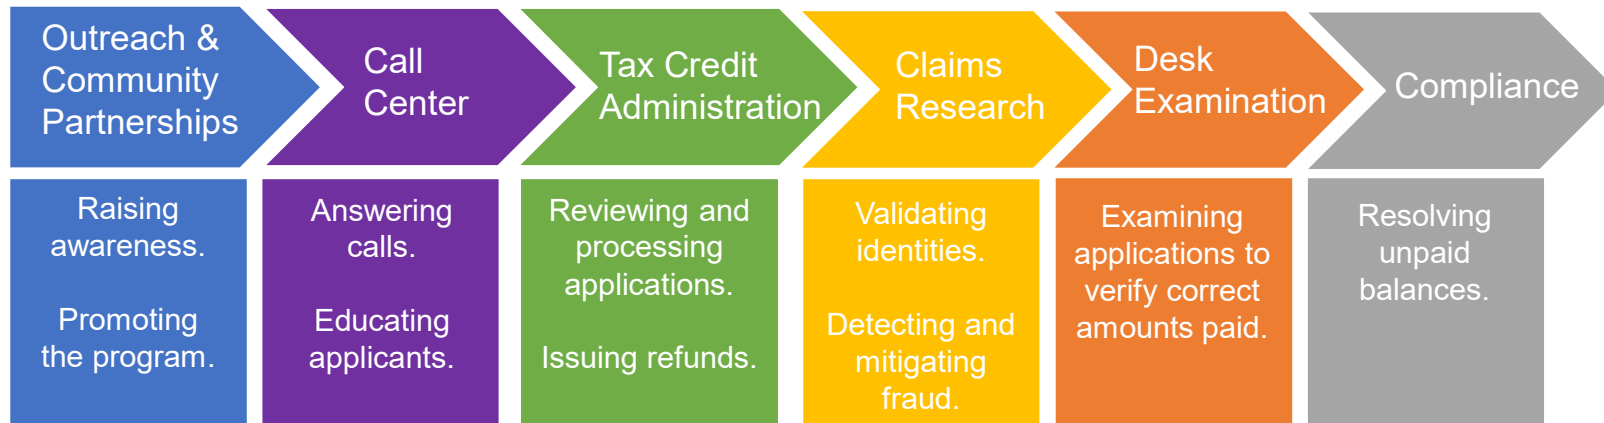 Outreach &
Community
Partnerships
Call
Center
Tax Credit
Administration
Claims
Research
Desk
Examination
Compliance
Raising
awareness.
Promoting
the program.
Answering
calls.
Educating
applicants.
Reviewing and
processing
applications.
Issuing refunds.
Validating
identities.
Detecting and
mitigating
fraud.
Examining
applications to
verify correct
amounts paid.
Resolving
unpaid
balances.